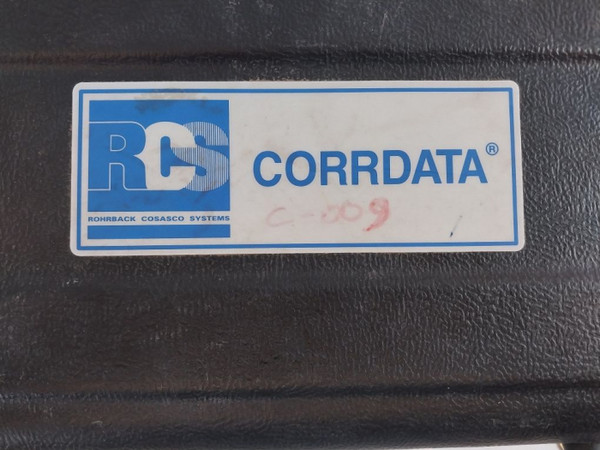 RCS
ROHRBACK COSASCO SYSTEMS
CORRDATA®
C-009